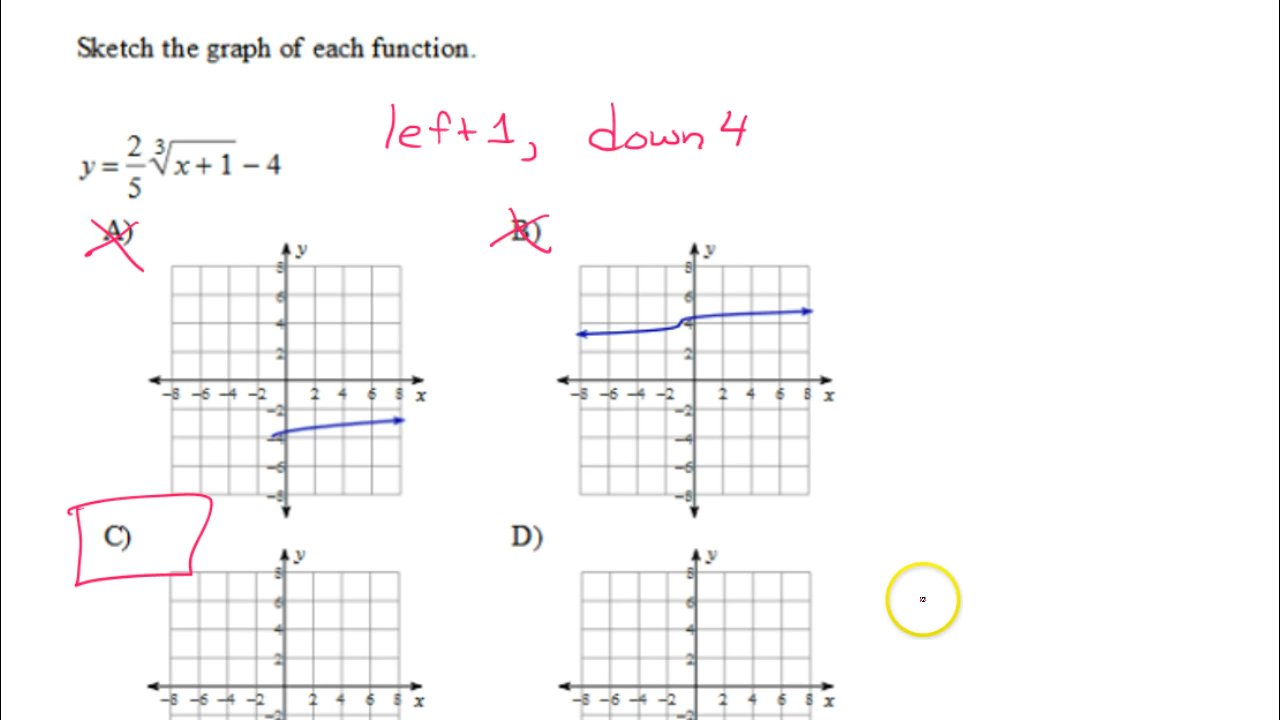 Sketch the graph of each function.
left 1, down 4
y = 2/5 ∛(x + 1) − 4
A) B)
y y
8 8
6 6
4 4
2 2
−8 −6 −4 −2 2 4 6 8 x −8 −6 −4 −2 2 4 6 8 x
−2 −2
−4 −4
−6 −6
−8 −8
C) D)
y y
8 8
6 6
4 4
2 2
−8 −6 −4 −2 2 4 6 8 x −8 −6 −4 −2 2 4 6 8 x
−2 −2